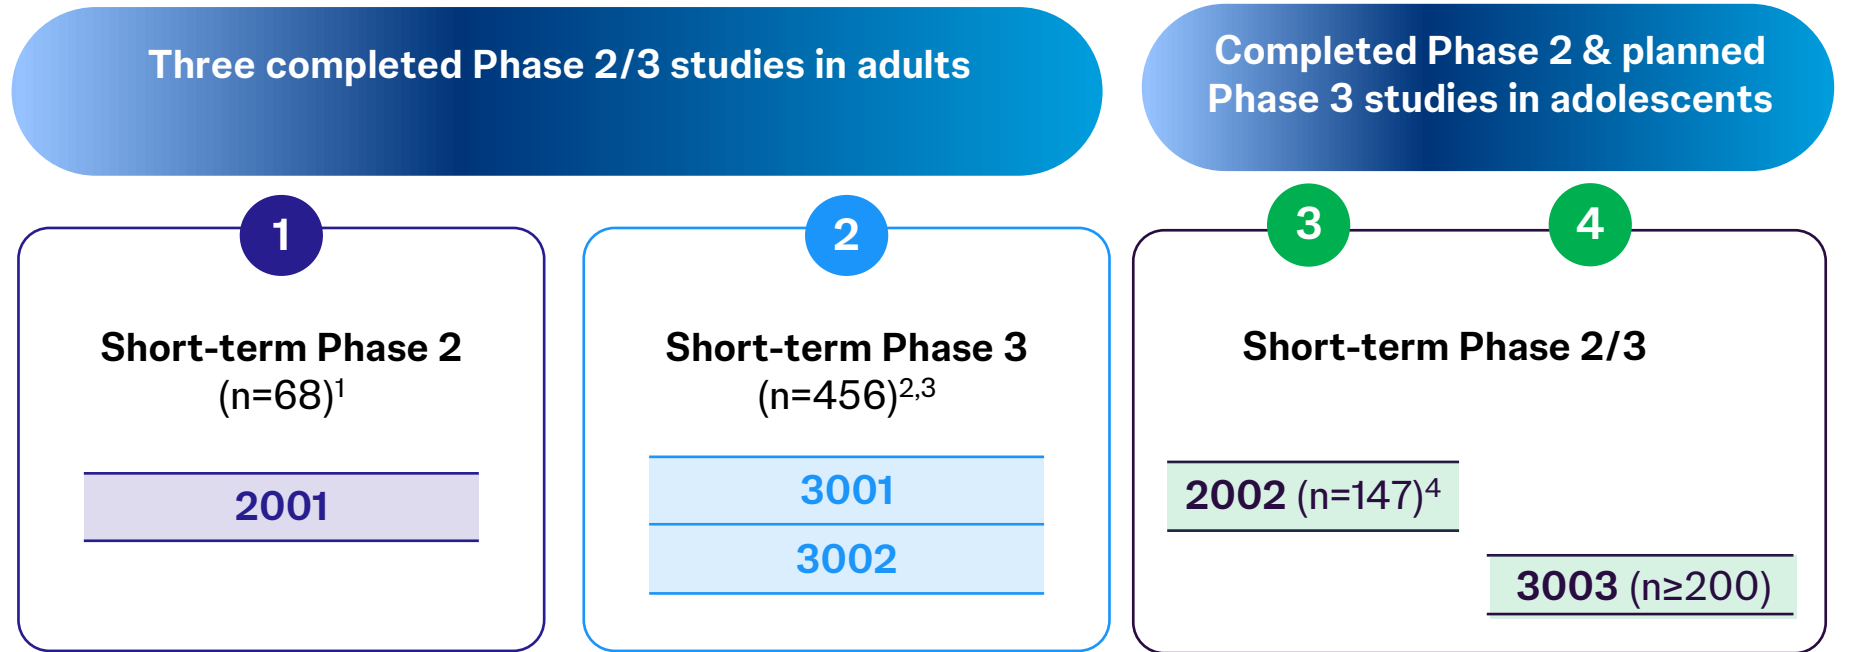 Three completed Phase 2/3 studies in adults
Completed Phase 2 & planned
Phase 3 studies in adolescents
1
Short-term Phase 2
(n=68)¹
2001
2
Short-term Phase 3
(n=456)²,³
3001
3002
3
4
Short-term Phase 2/3
2002 (n=147)⁴
3003 (n≥200)